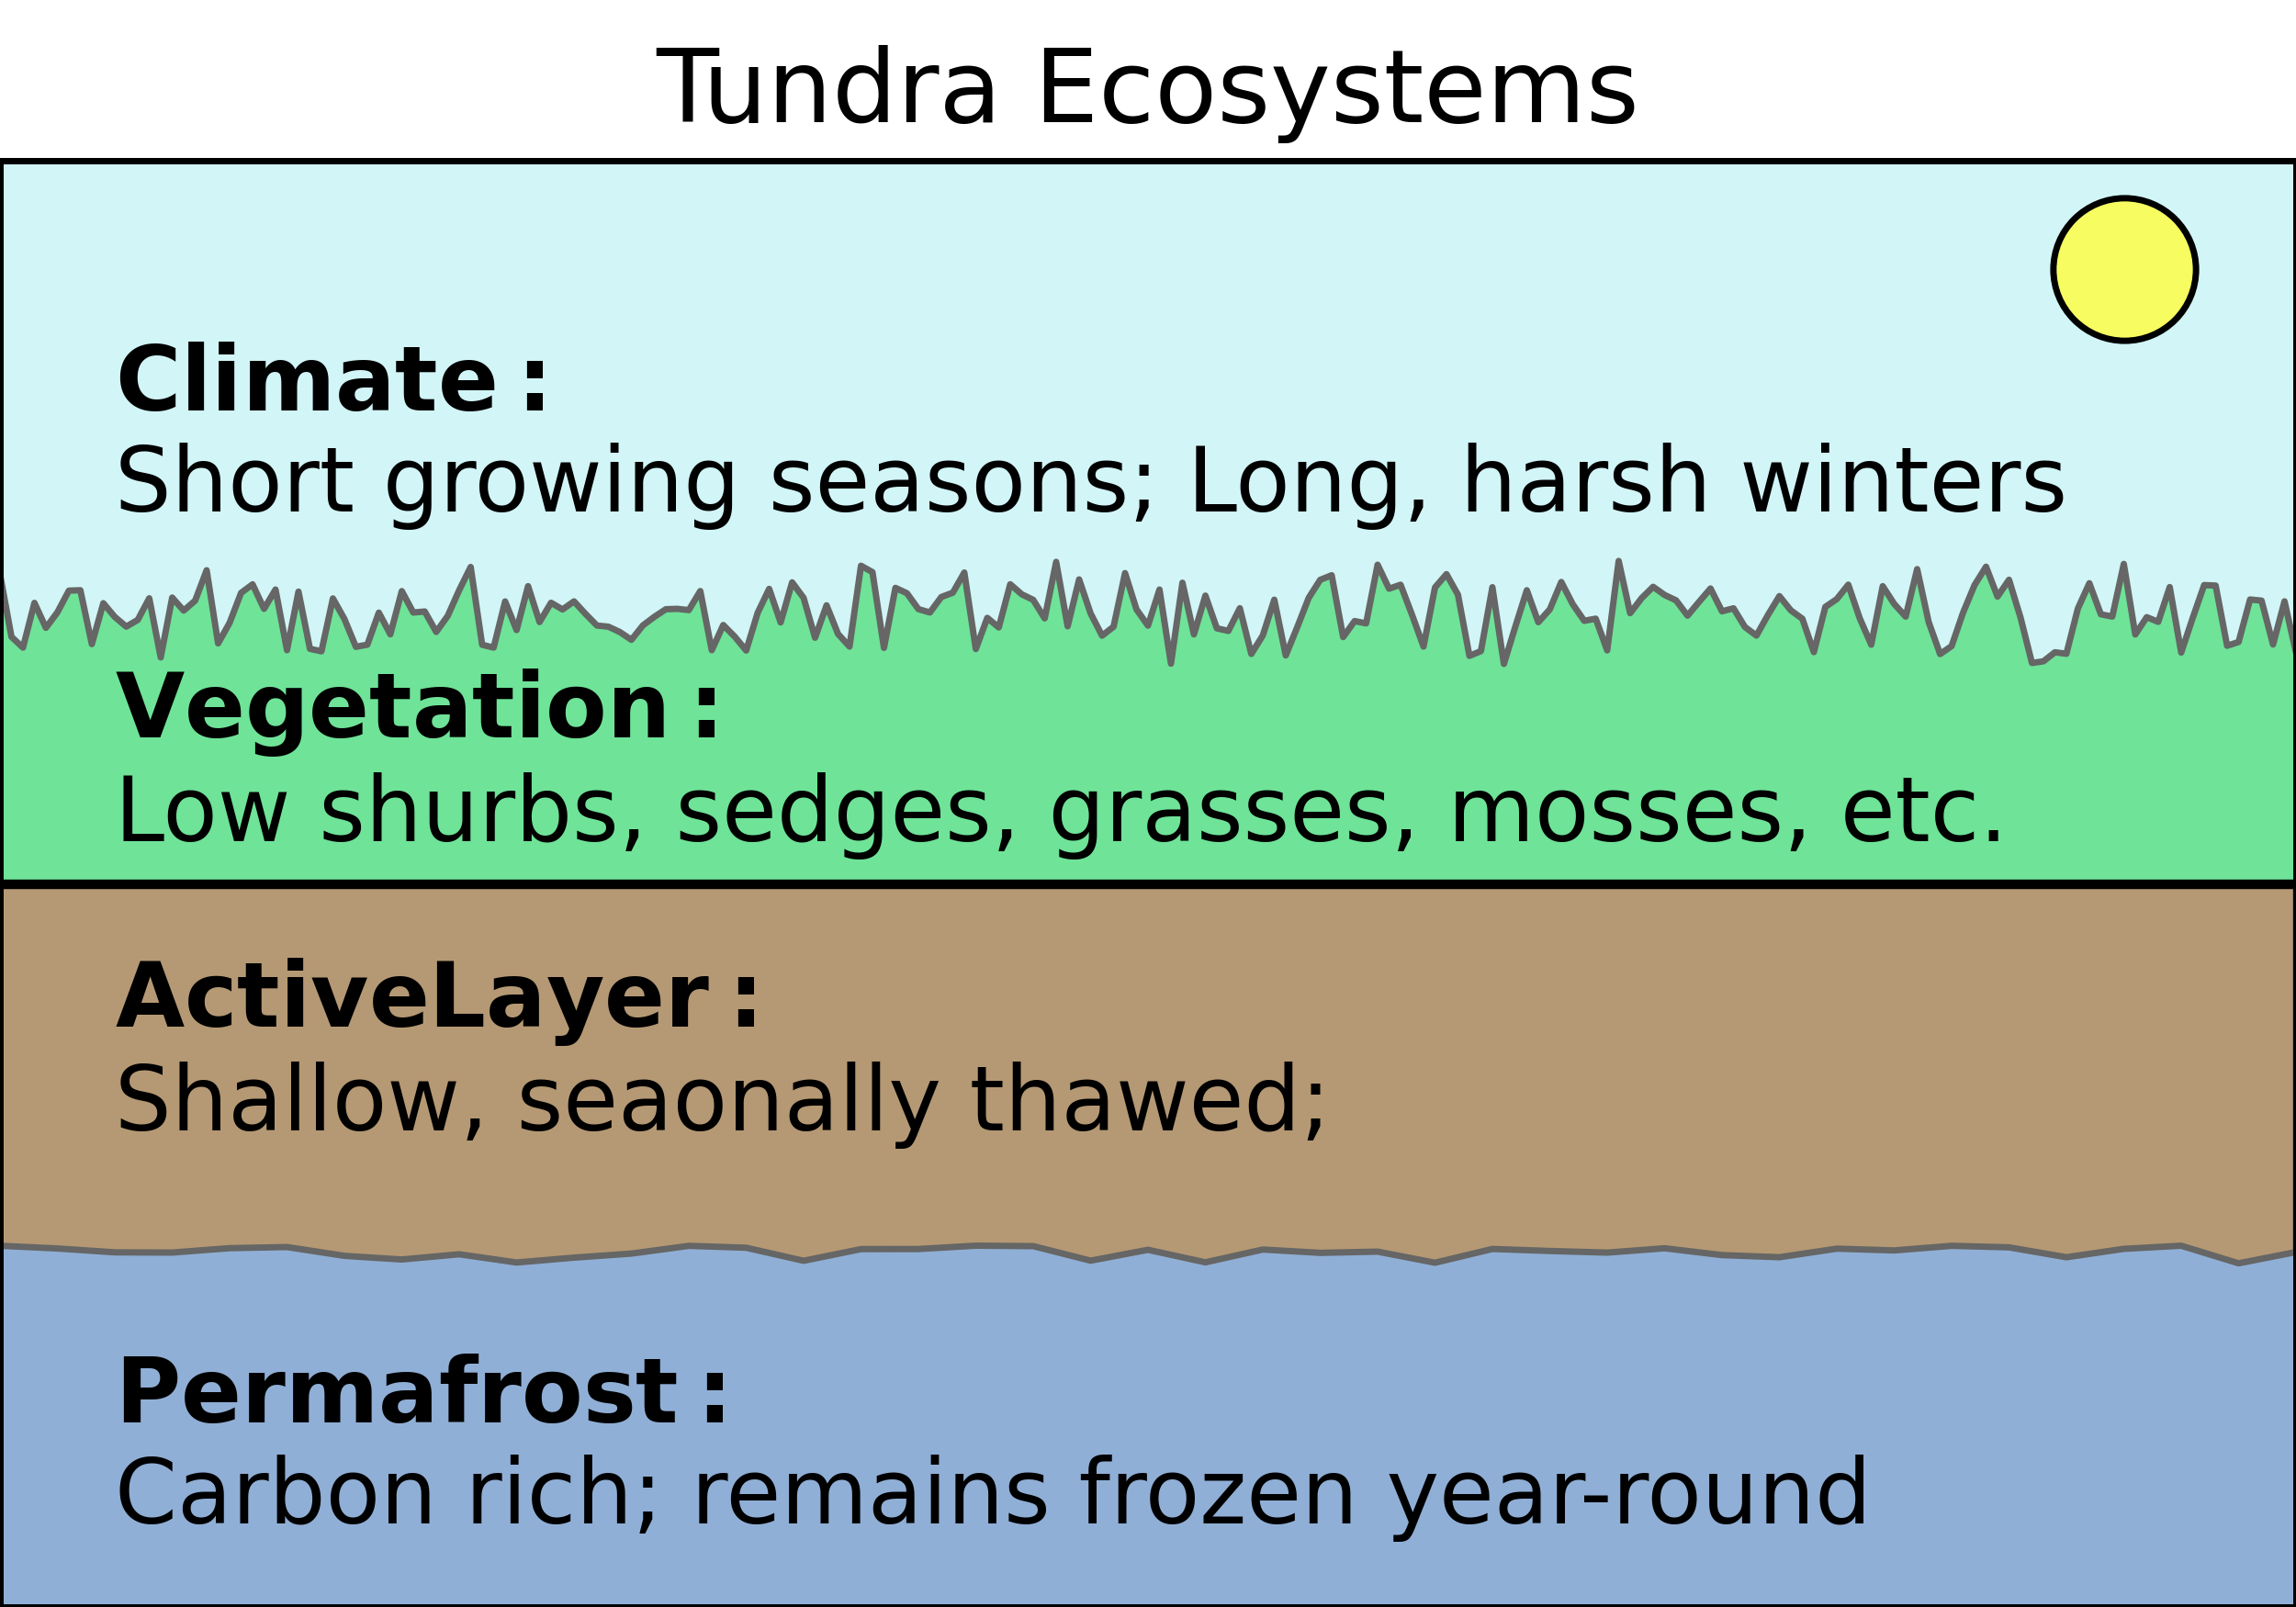 Tundra Ecosystems
Climate :
Short growing seasons; Long, harsh winters
Vegetation :
Low shurbs, sedges, grasses, mosses, etc.
ActiveLayer :
Shallow, seaonally thawed;
Permafrost :
Carbon rich; remains frozen year-round